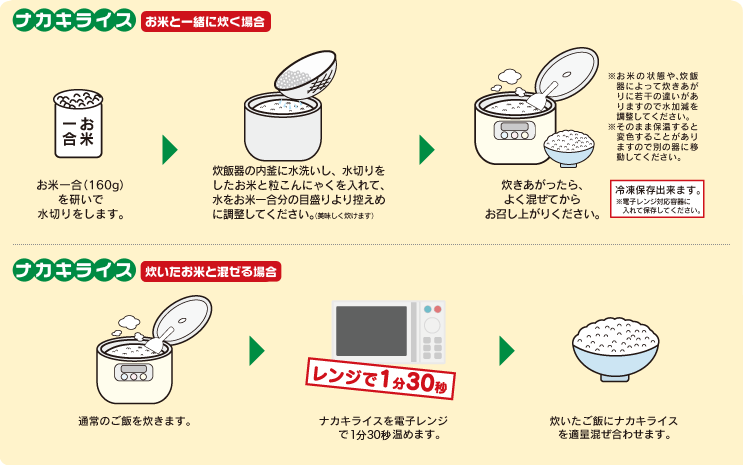 ナカキライス お米と一緒に炊く場合
お米
一合
お米一合(160g)
を研いで
水切りをします。
炊飯器の内釜に水洗いし、水切りを
したお米と粒こんにゃくを入れて、
水をお米一合分の目盛りより控えめ
に調整してください。(美味しく炊けます)
炊きあがったら、
よく混ぜてから
お召し上がりください。
※お米の状態や、炊飯
器によって炊きあが
りに若干の違いがあ
りますので水加減を
調整してください。
※そのまま保温すると
変色することがあり
ますので別の器に移
動してください。
冷凍保存出来ます。
※電子レンジ対応容器に
入れて保存してください。
ナカキライス 炊いたお米と混ぜる場合
通常のご飯を炊きます。
レンジで1分30秒
ナカキライスを電子レンジ
で1分30秒温めます。
炊いたご飯にナカキライス
を適量混ぜ合わせます。